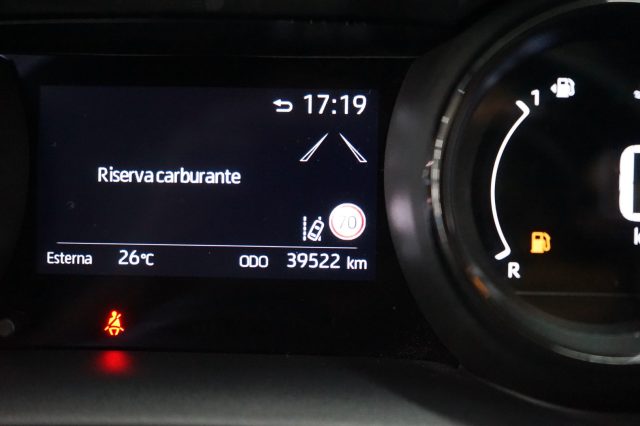 17:19
Riserva carburante
70
Esterna 26°C ODO 39522 km
1
R